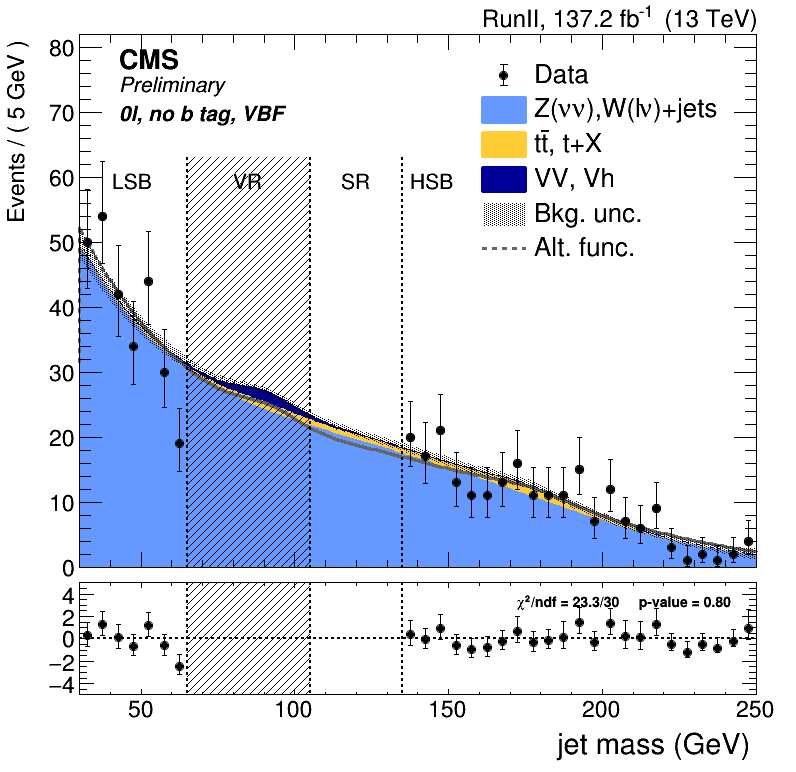 RunII, 137.2 fb⁻¹ (13 TeV)
CMS
Preliminary
0l, no b tag, VBF
Data
Z(νν),W(lν)+jets
tt̄, t+X
VV, Vh
Bkg. unc.
Alt. func.
LSB VR SR HSB
Events / ( 5 GeV )
80
70
60
50
40
30
20
10
0
χ²/ndf = 23.3/30 p-value = 0.80
4
2
0
−2
−4
50 100 150 200 250
jet mass (GeV)